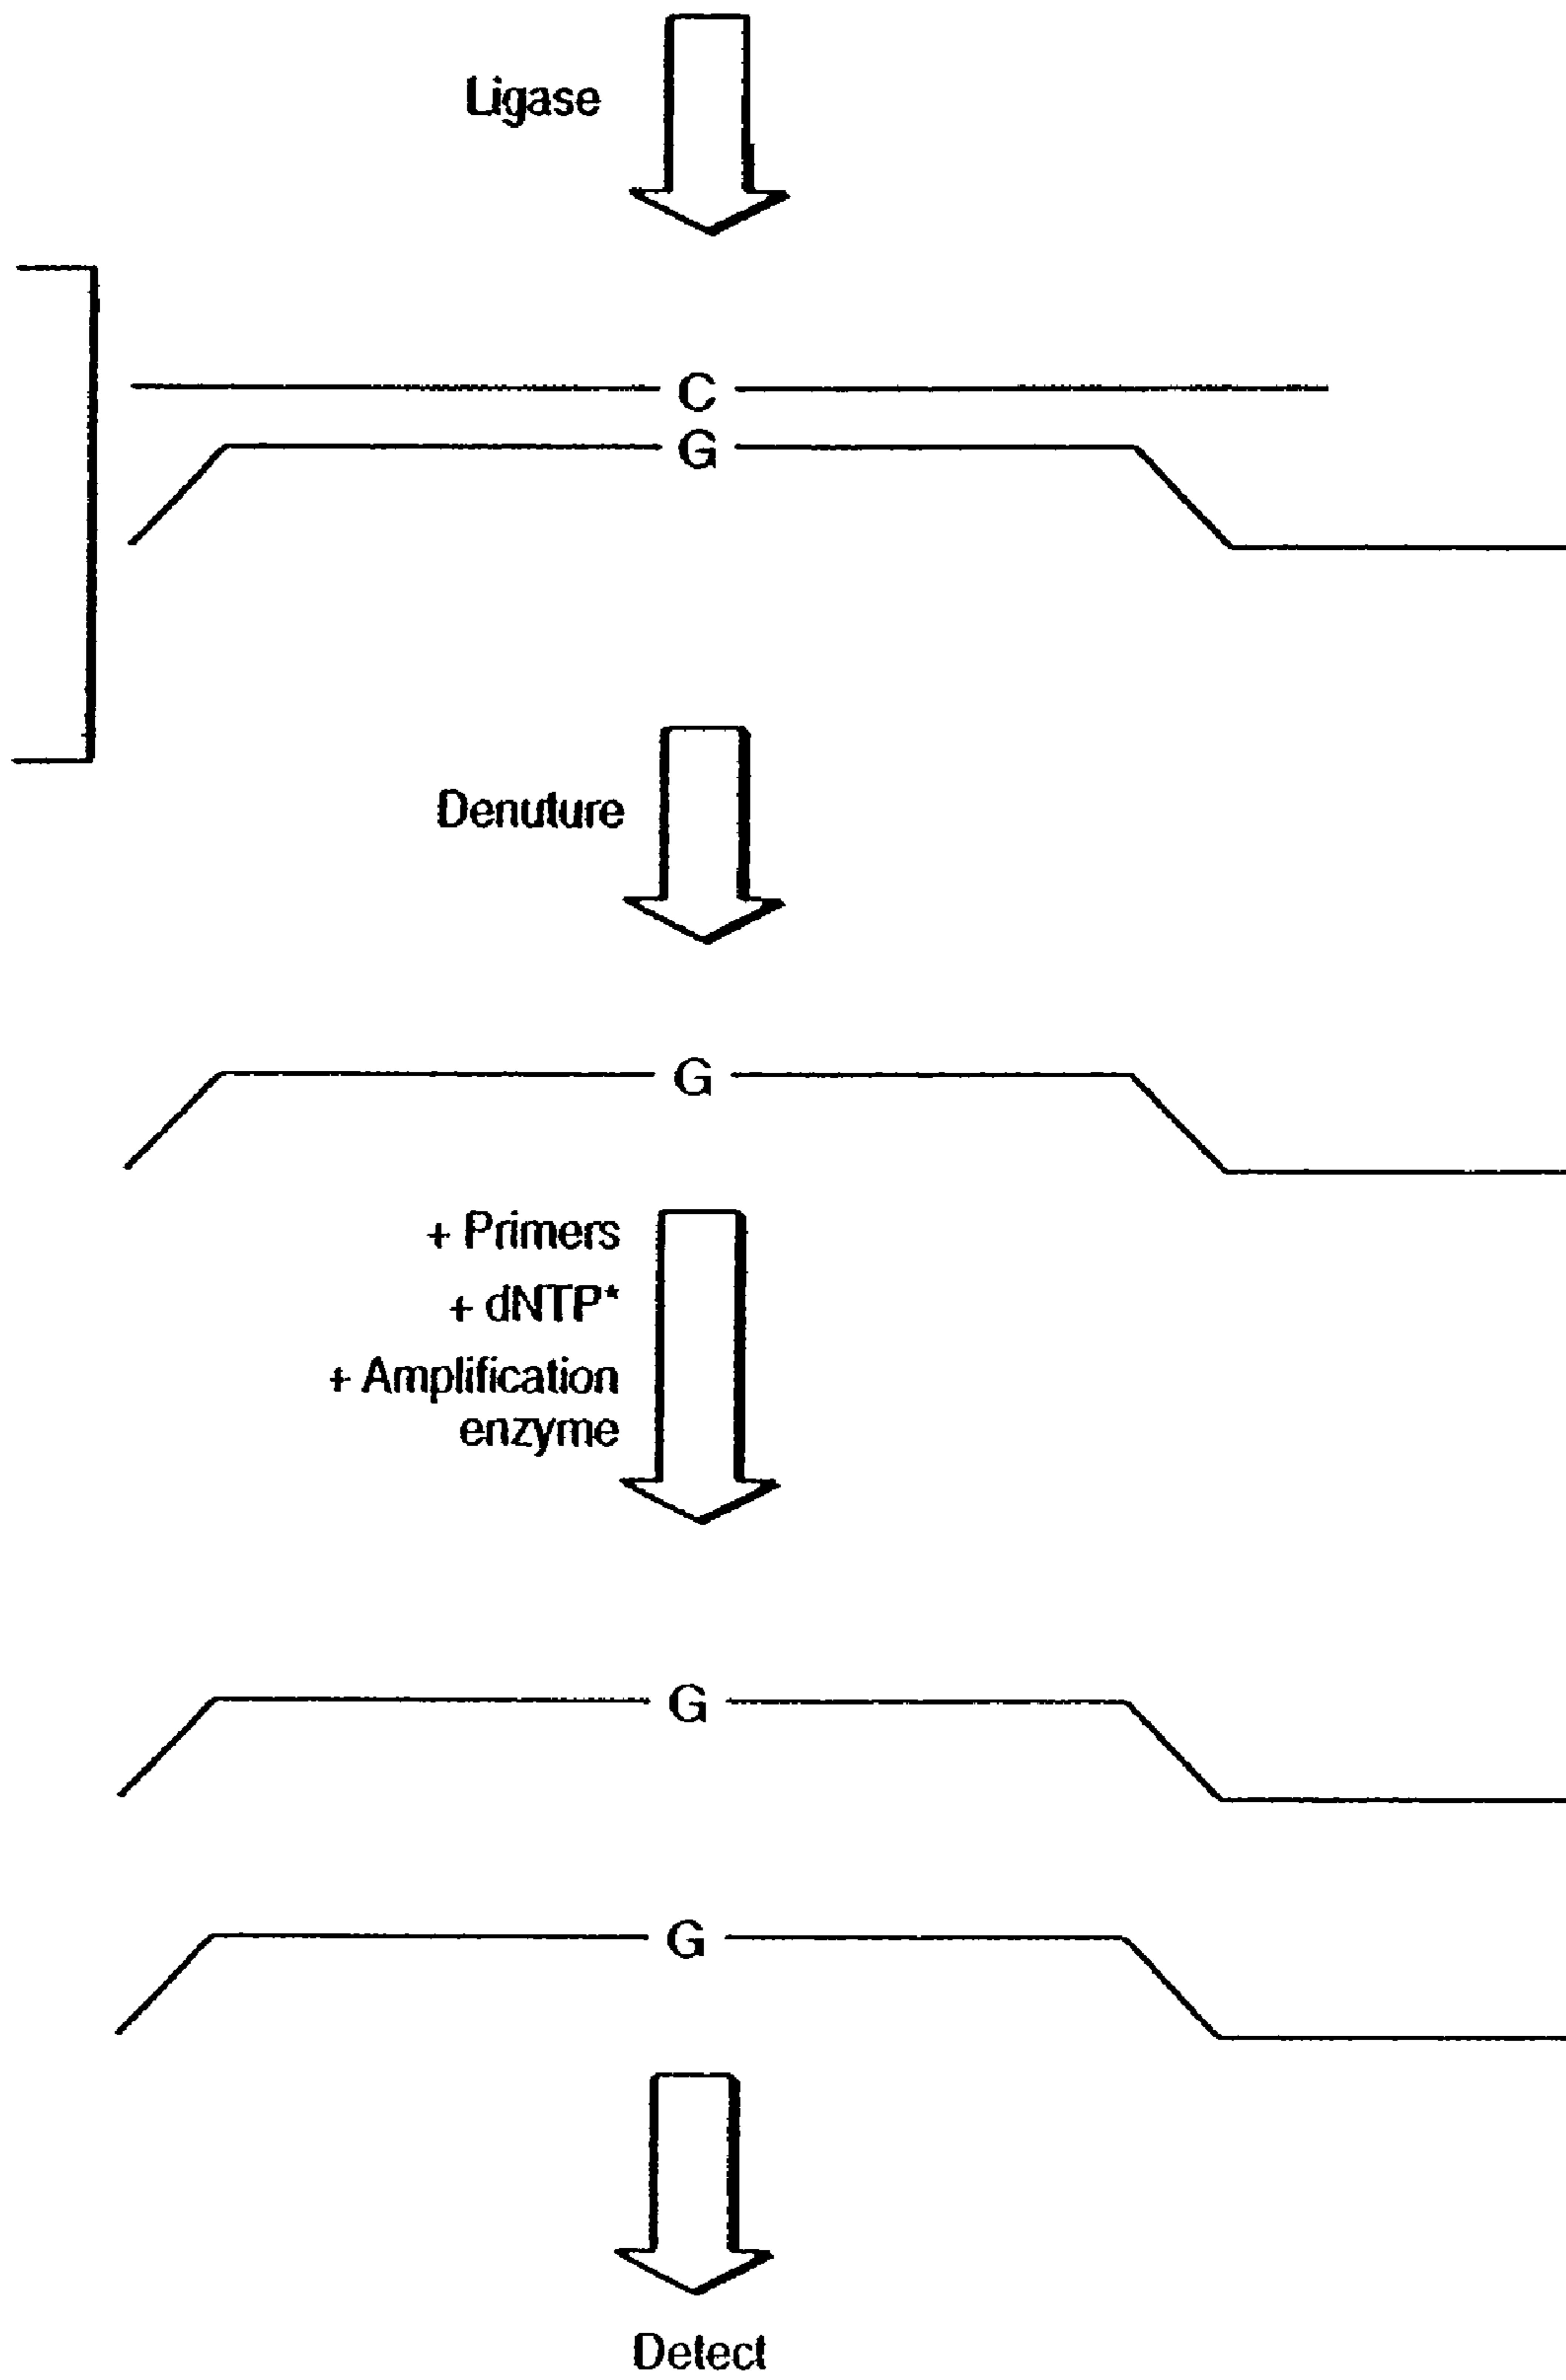 Ligase
C
G
Denuture
G
+ Primers
+ dNTP*
+ Amplification
enzyme
G
G
Detect